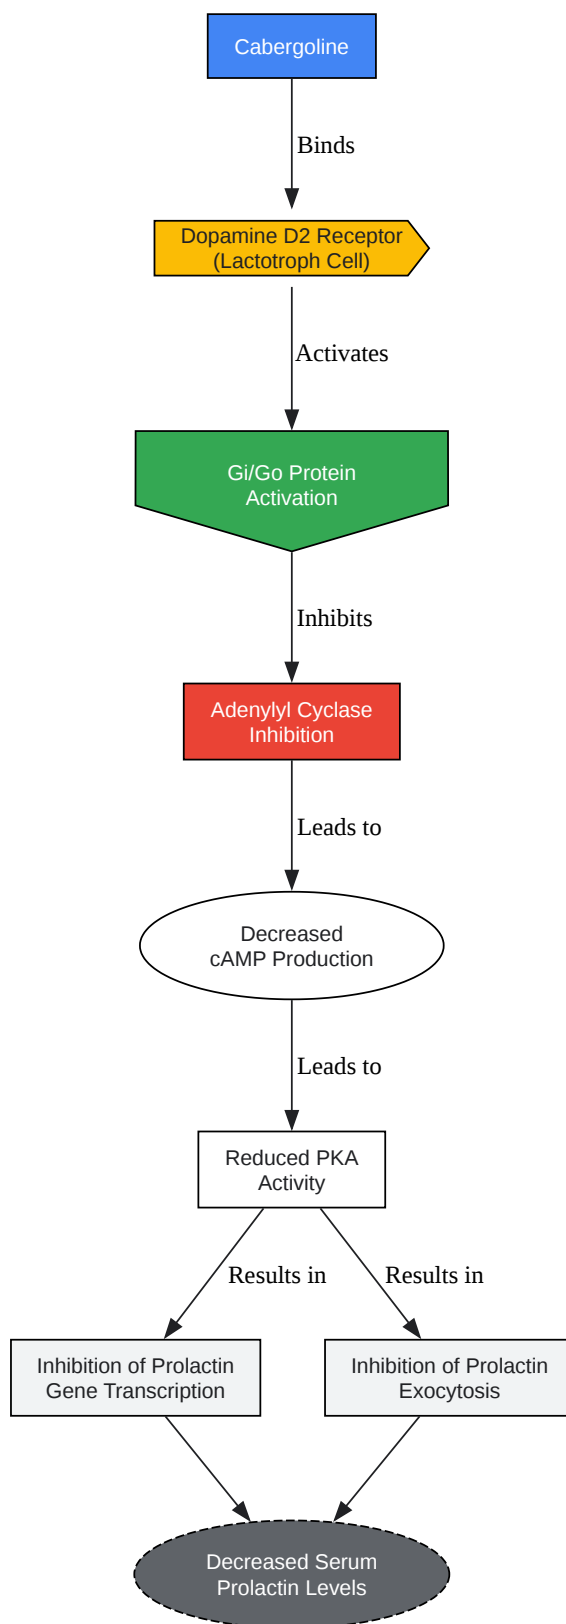 Cabergoline
Binds
Dopamine D2 Receptor
(Lactotroph Cell)
Activates
Gi/Go Protein
Activation
Inhibits
Adenylyl Cyclase
Inhibition
Leads to
Decreased
cAMP Production
Leads to
Reduced PKA
Activity
Results in
Results in
Inhibition of Prolactin
Gene Transcription
Inhibition of Prolactin
Exocytosis
Decreased Serum
Prolactin Levels